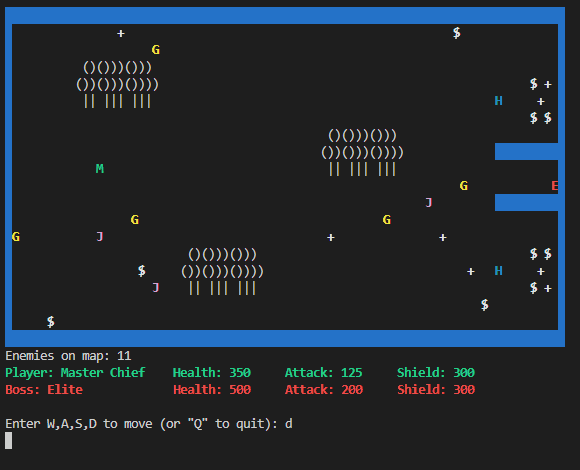 + $
G
()()))()))
())()))()))) $ +
|| ||| ||| H +
$ $
()()))()))
())()))())))
M || ||| |||
G E
J
G G
G J + +
()()))())) $ $
$ ())()))()))) + H +
J || ||| ||| $ +
$
$
Enemies on map: 11
Player: Master Chief Health: 350 Attack: 125 Shield: 300
Boss: Elite Health: 500 Attack: 200 Shield: 300
Enter W,A,S,D to move (or "Q" to quit): d